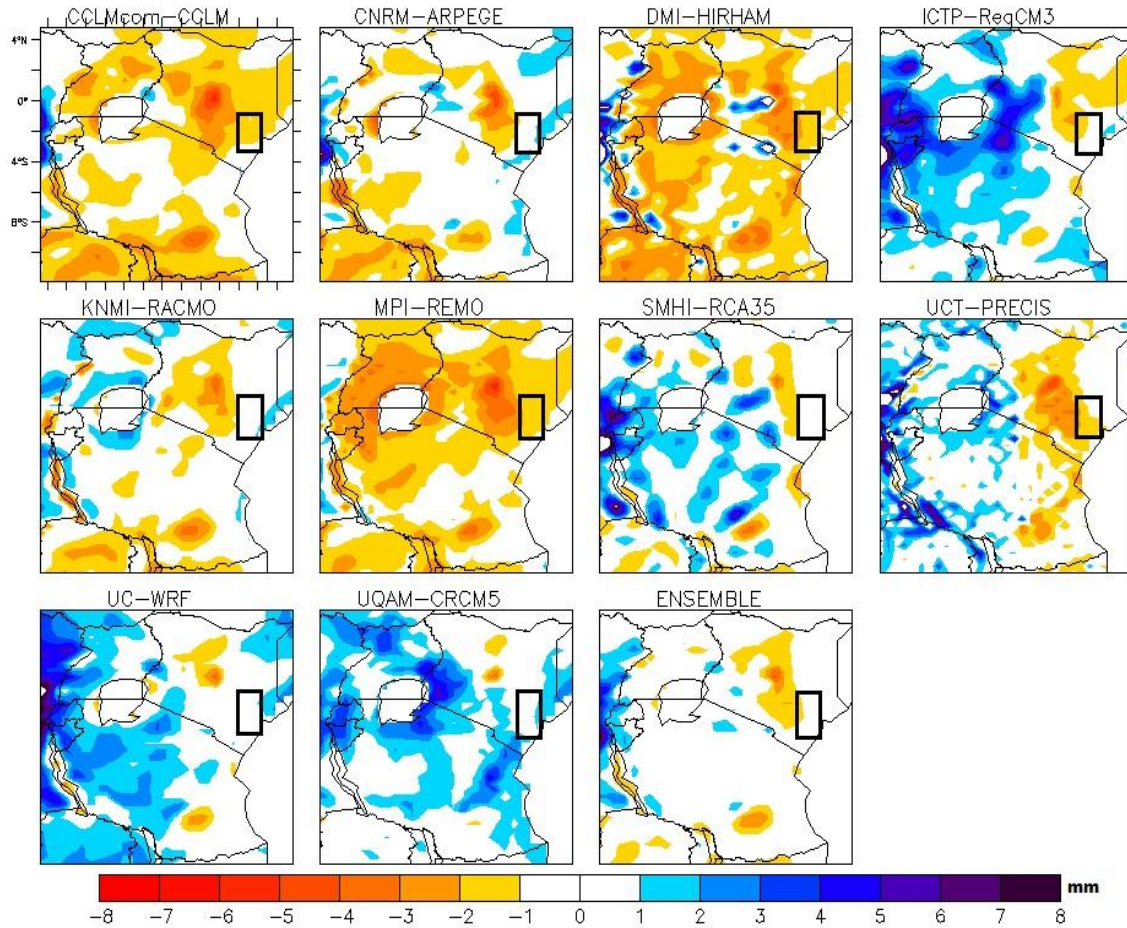 CCLMcom-CGLM CNRM-ARPEGE DMI-HIRHAM ICTP-RegCM3
4°N
0°
4°S
8°S
KNMI-RACMO MPI-REMO SMHI-RCA35 UCT-PRECIS
UC-WRF UQAM-CRCM5 ENSEMBLE
mm
-8 -7 -6 -5 -4 -3 -2 -1 0 1 2 3 4 5 6 7 8